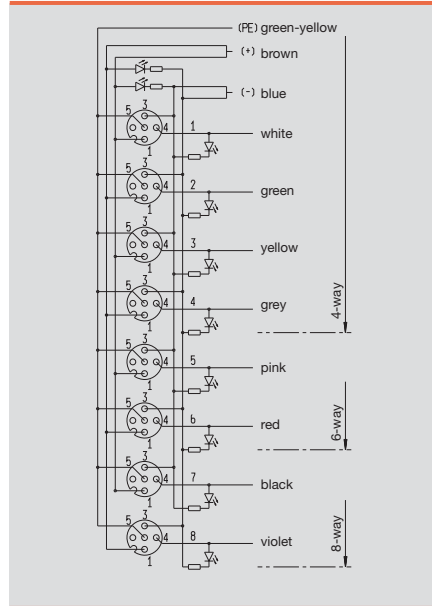 (PE) green-yellow
(+) brown
(-) blue
3
5
4
1
1 white
3
5
4
1
2 green
3
5
4
1
3 yellow
3
5
4
1
4 grey
4-way
3
5
4
1
5 pink
3
5
4
1
6 red
6-way
3
5
4
1
7 black
3
5
4
1
8 violet
8-way